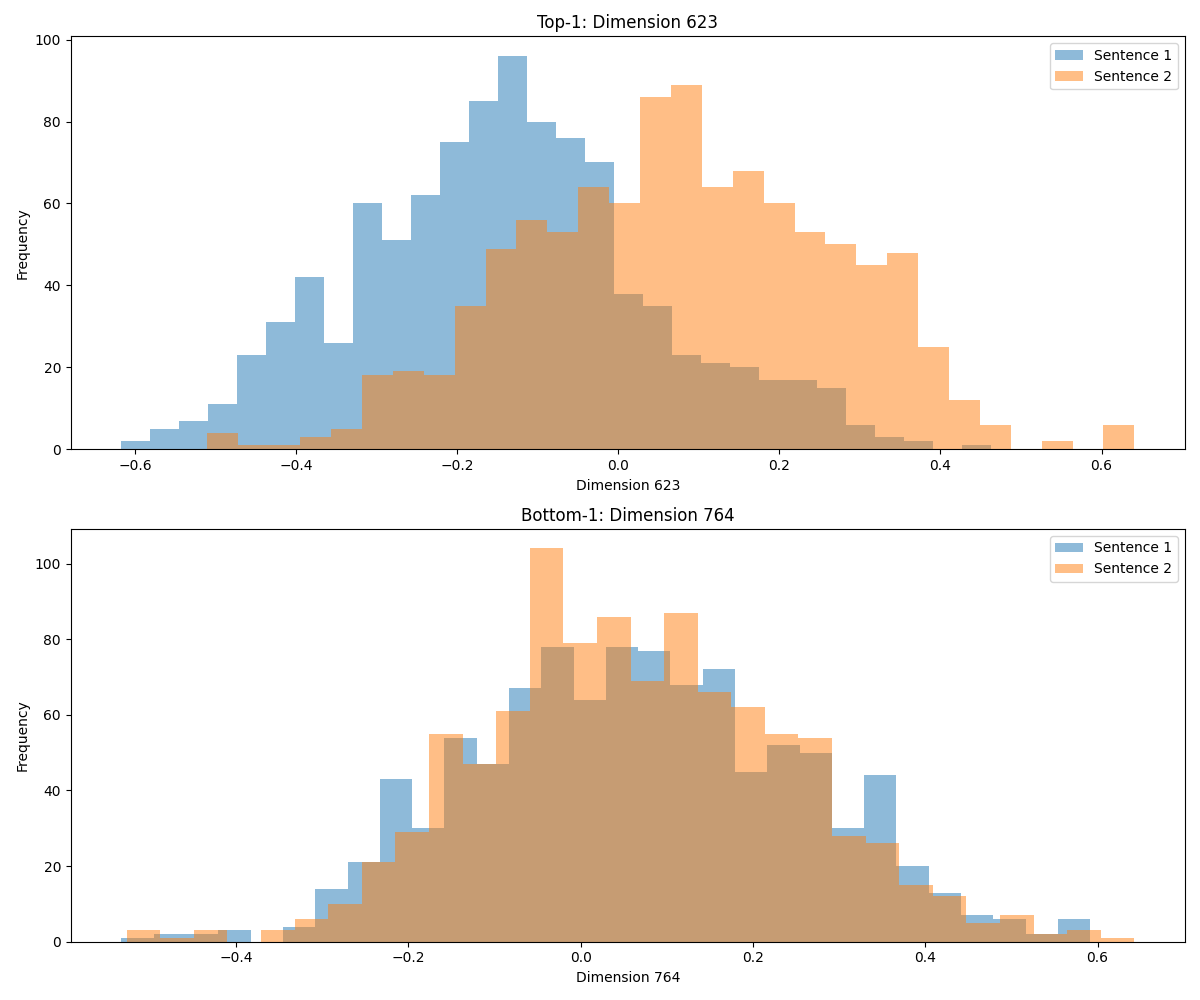 Top-1: Dimension 623
100
80
60
40
20
0
Frequency
Sentence 1
Sentence 2
−0.6 −0.4 −0.2 0.0 0.2 0.4 0.6
Dimension 623
Bottom-1: Dimension 764
100
80
60
40
20
0
Frequency
Sentence 1
Sentence 2
−0.4 −0.2 0.0 0.2 0.4 0.6
Dimension 764